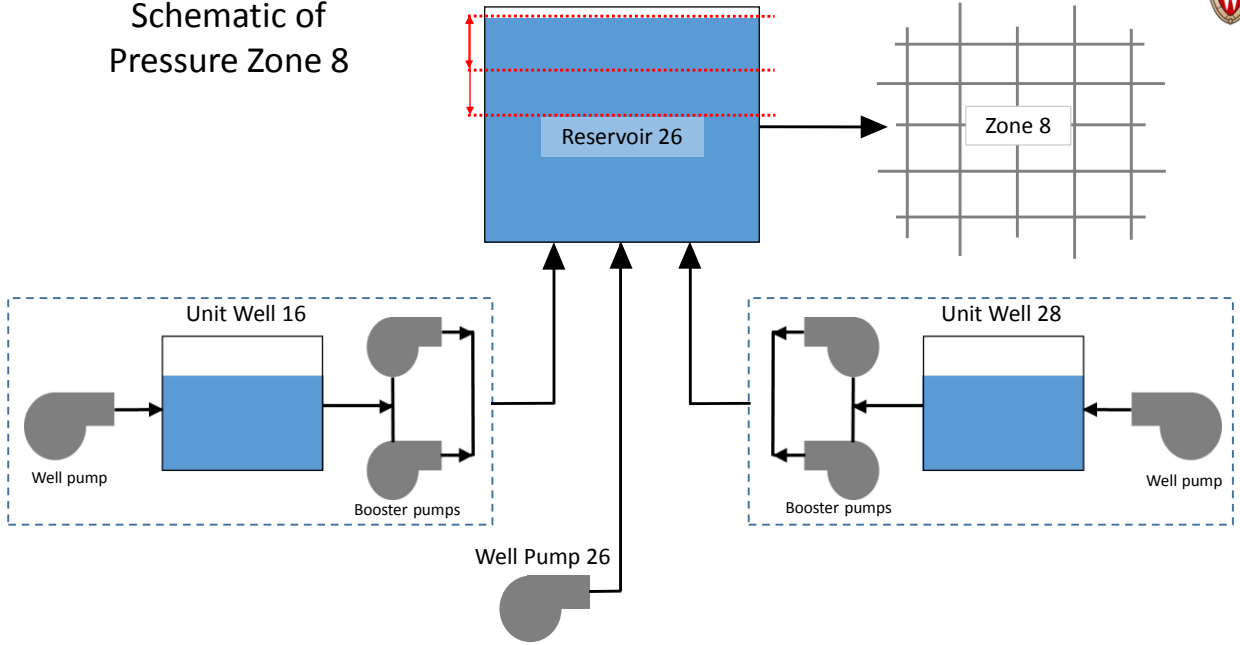 Schematic of
Pressure Zone 8
Reservoir 26
Zone 8
Unit Well 16
Well pump
Booster pumps
Unit Well 28
Booster pumps
Well pump
Well Pump 26